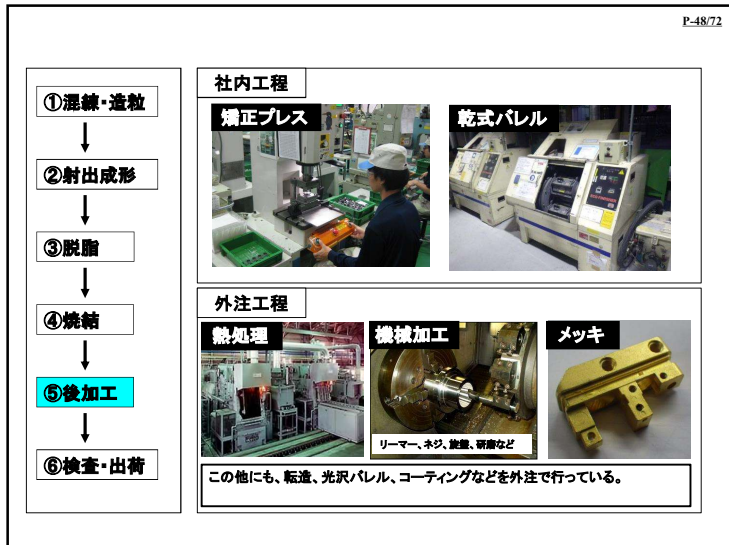 P-48/72
①混練・造粒
②射出成形
③脱脂
④焼結
⑤後加工
⑥検査・出荷
社内工程
矯正プレス
乾式バレル
外注工程
熱処理
機械加工
リーマー、ネジ、旋盤、研磨など
メッキ
この他にも、転造、光沢バレル、コーティングなどを外注で行っている。